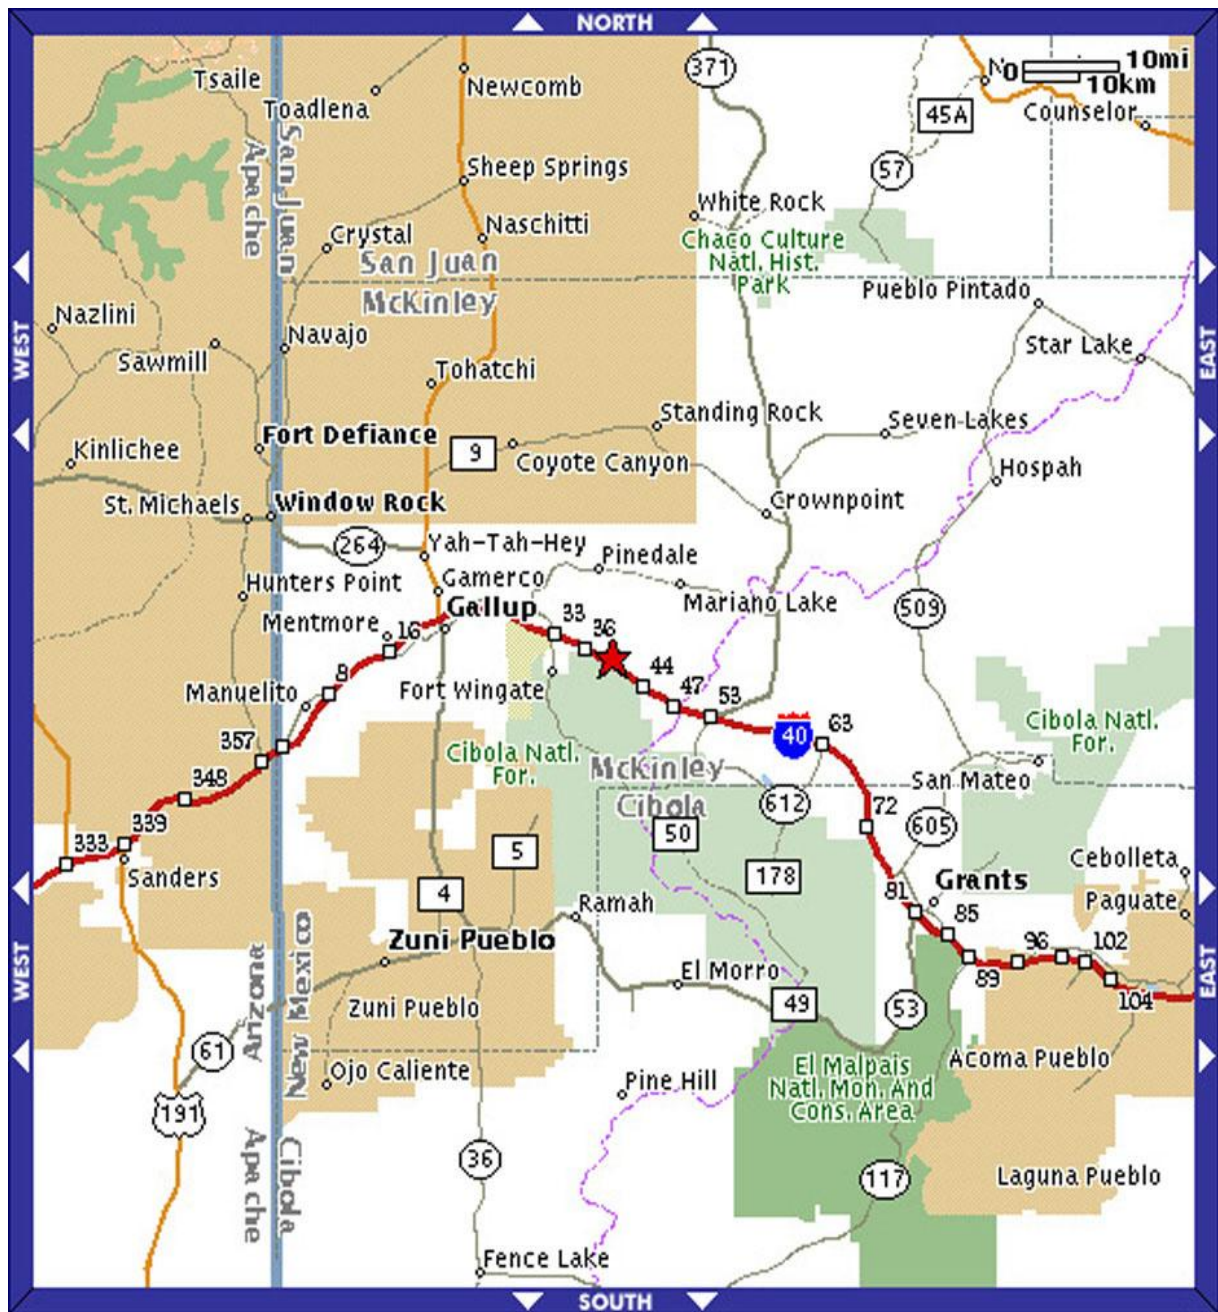 NORTH
Tsaile
Toadlena
Newcomb
371
N
0
10mi
10km
45A
Counselor
San Juan
Apache
Sheep Springs
57
White Rock
Naschitti
Crystal
Chaco Culture
Natl. Hist.
Park
San Juan
McKinley
Pueblo Pintado
Nazlini
WEST
Navajo
Sawmill
Star Lake
EAST
Tohatchi
Standing Rock
Seven Lakes
Fort Defiance
Kinlichee
9
Coyote Canyon
Hospah
St. Michaels
Window Rock
Crownpoint
264
Yah-Tah-Hey
Pinedale
Hunters Point
Gamerco
Mariano Lake
509
Gallup
Mentmore
16
33
36
8
44
Manuelito
Fort Wingate
47
53
40
63
Cibola Natl.
For.
357
Cibola Natl.
For.
McKinley
Cibola
San Mateo
348
612
72
605
339
333
50
5
178
Cebolleta
Sanders
4
81
Grants
Paguate
Ramah
85
Zuni Pueblo
96
102
WEST
Arizona
New Mexico
El Morro
89
EAST
104
Zuni Pueblo
49
53
61
Acoma Pueblo
Ojo Caliente
Pine Hill
El Malpais
Natl. Mon. And
Cons. Area
191
Apache
Cibola
36
117
Laguna Pueblo
Fence Lake
SOUTH